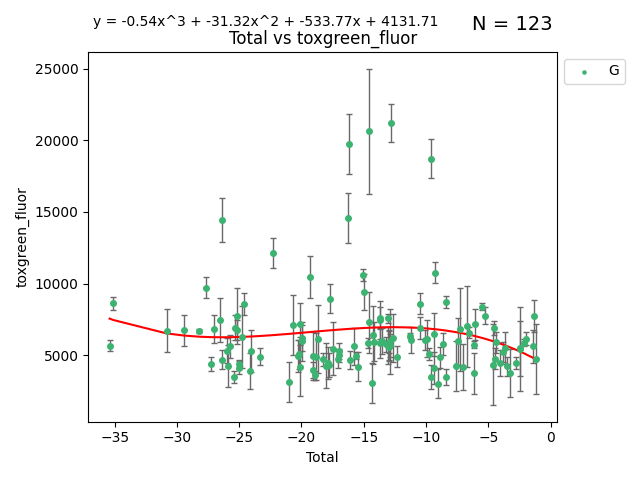 y = -0.54x^3 + -31.32x^2 + -533.77x + 4131.71
N = 123
Total vs toxgreen_fluor
G
25000
20000
15000
10000
5000
toxgreen_fluor
−35 −30 −25 −20 −15 −10 −5 0
Total